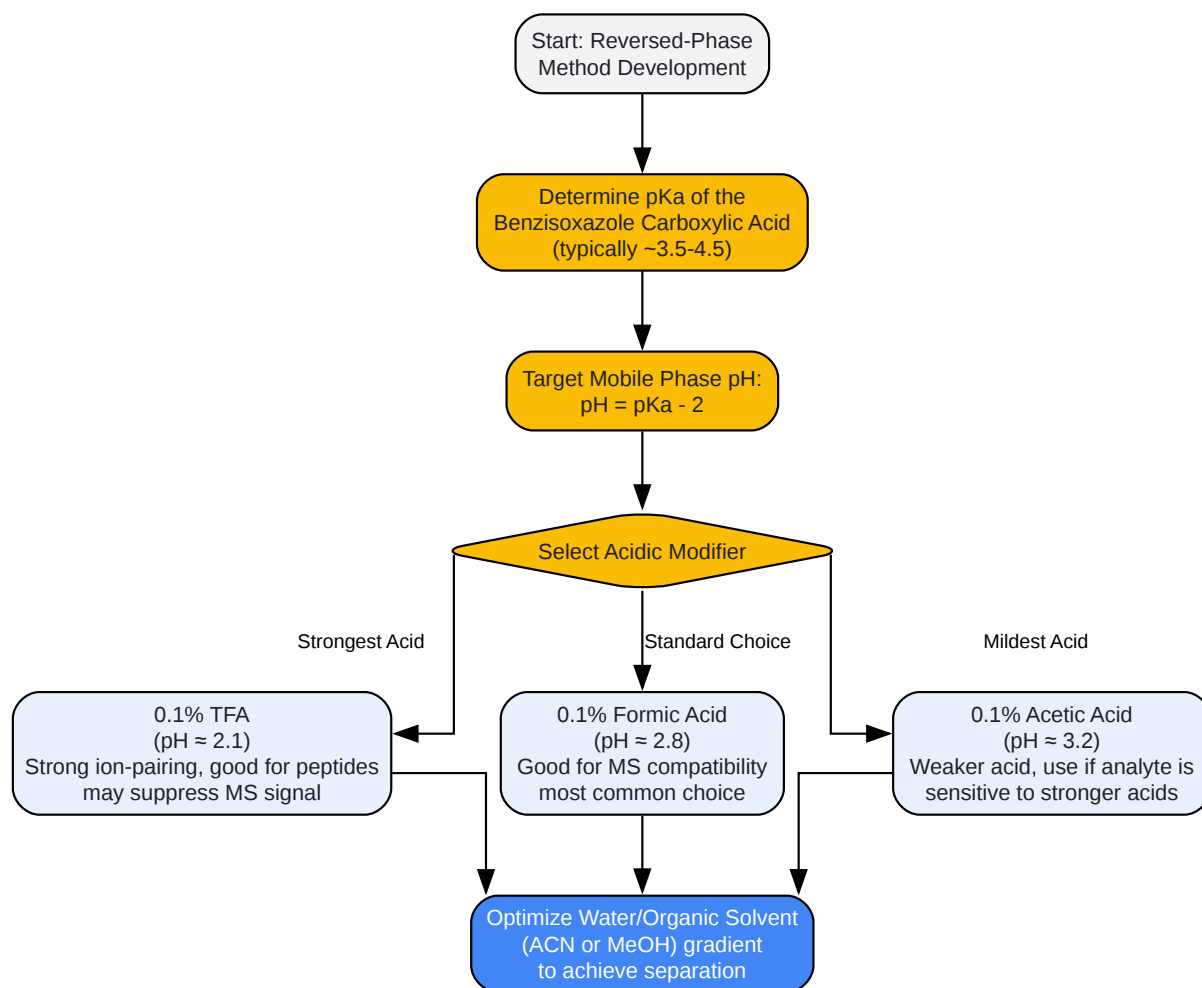 Start: Reversed-Phase
Method Development
Determine pKa of the
Benzisoxazole Carboxylic Acid
(typically ~3.5-4.5)
Target Mobile Phase pH:
pH = pKa - 2
Select Acidic Modifier
Strongest Acid
Standard Choice
Mildest Acid
0.1% TFA
(pH ≈ 2.1)
Strong ion-pairing, good for peptides
may suppress MS signal
0.1% Formic Acid
(pH ≈ 2.8)
Good for MS compatibility
most common choice
0.1% Acetic Acid
(pH ≈ 3.2)
Weaker acid, use if analyte is
sensitive to stronger acids
Optimize Water/Organic Solvent
(ACN or MeOH) gradient
to achieve separation